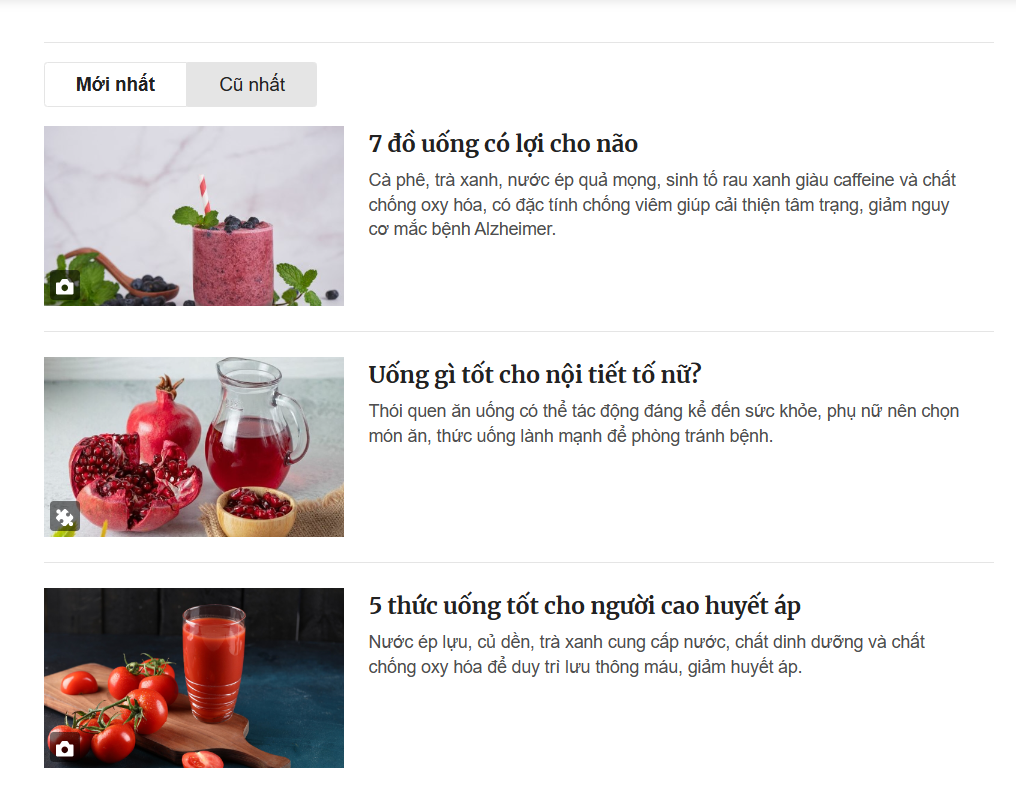 Mới nhất
Cũ nhất
7 đồ uống có lợi cho não
Cà phê, trà xanh, nước ép quả mọng, sinh tố rau xanh giàu caffeine và chất
chống oxy hóa, có đặc tính chống viêm giúp cải thiện tâm trạng, giảm nguy
cơ mắc bệnh Alzheimer.
Uống gì tốt cho nội tiết tố nữ?
Thói quen ăn uống có thể tác động đáng kể đến sức khỏe, phụ nữ nên chọn
món ăn, thức uống lành mạnh để phòng tránh bệnh.
5 thức uống tốt cho người cao huyết áp
Nước ép lựu, củ dền, trà xanh cung cấp nước, chất dinh dưỡng và chất
chống oxy hóa để duy trì lưu thông máu, giảm huyết áp.